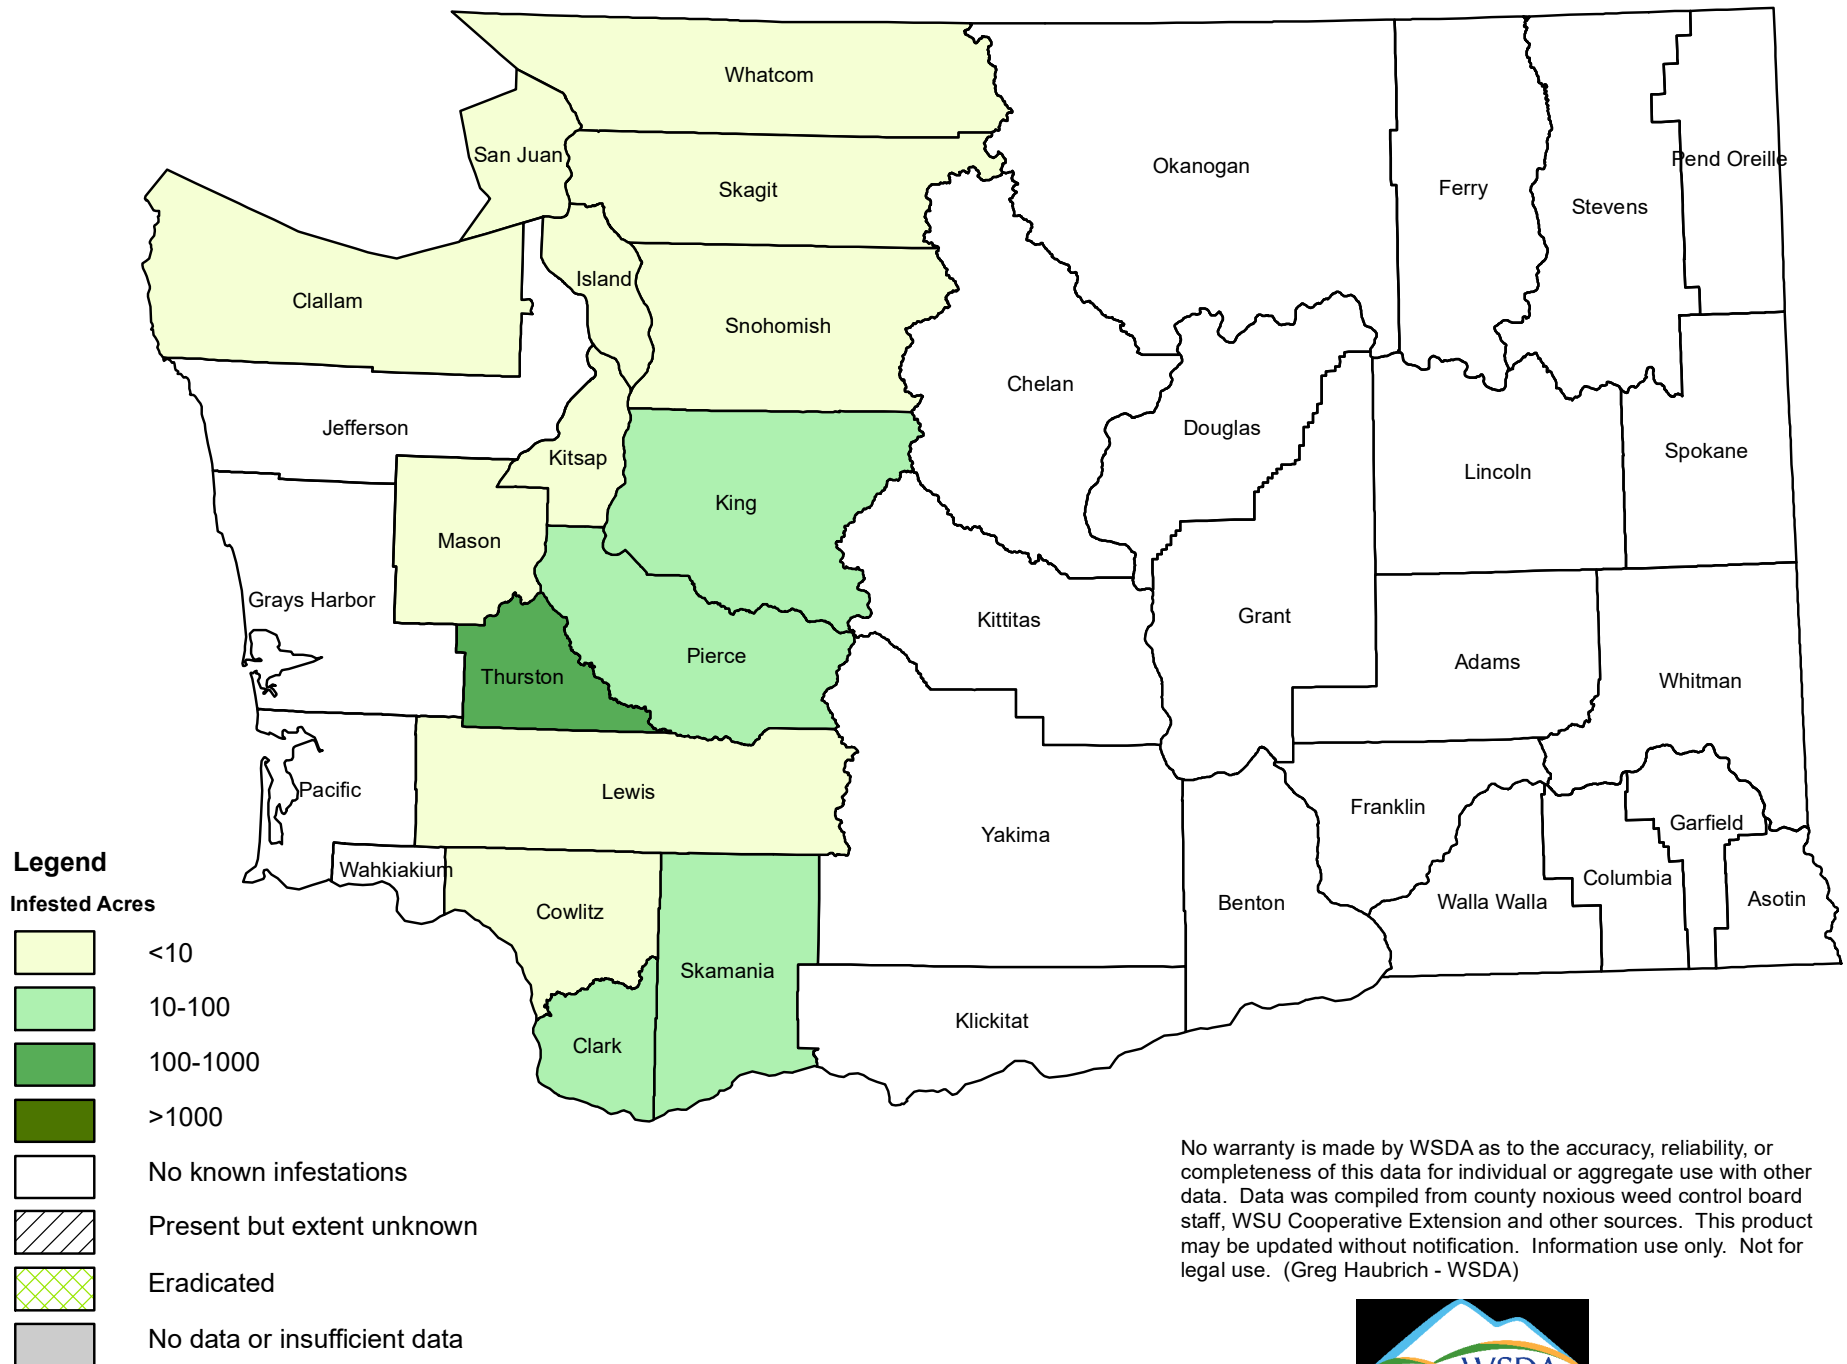 Whatcom
San Juan
Skagit
Okanogan
Ferry
Stevens
Pend Oreille
Clallam
Island
Snohomish
Chelan
Douglas
Jefferson
Kitsap
King
Lincoln
Spokane
Mason
Grays Harbor
Thurston
Pierce
Kittitas
Grant
Adams
Whitman
Pacific
Lewis
Yakima
Franklin
Garfield
Wahkiakium
Cowlitz
Skamania
Benton
Walla Walla
Columbia
Asotin
Clark
Klickitat
Legend
Infested Acres
<10
10-100
100-1000
>1000
No known infestations
Present but extent unknown
Eradicated
No data or insufficient data
No warranty is made by WSDA as to the accuracy, reliability, or
completeness of this data for individual or aggregate use with other
data.  Data was compiled from county noxious weed control board
staff, WSU Cooperative Extension and other sources.  This product
may be updated without notification.  Information use only.  Not for
legal use.  (Greg Haubrich - WSDA)
WSDA